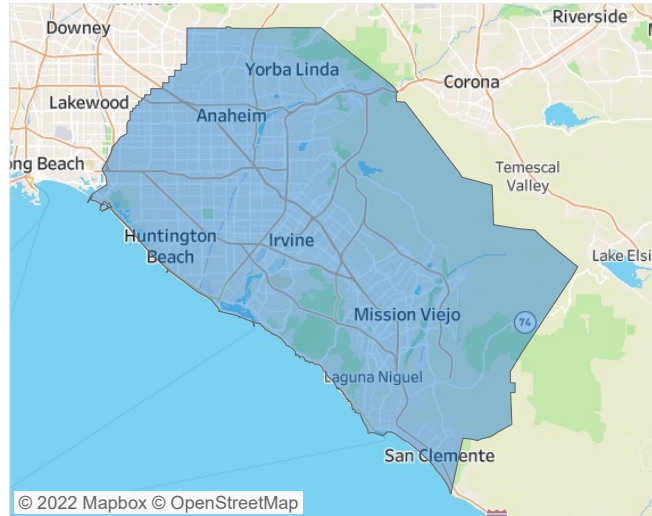 Riverside
Downey
Yorba Linda
Corona
Lakewood
Anaheim
ong Beach
Temescal
Valley
Huntington
Beach
Irvine
Lake Elsi
Mission Viejo
74
Laguna Niguel
San Clemente
© 2022 Mapbox © OpenStreetMap